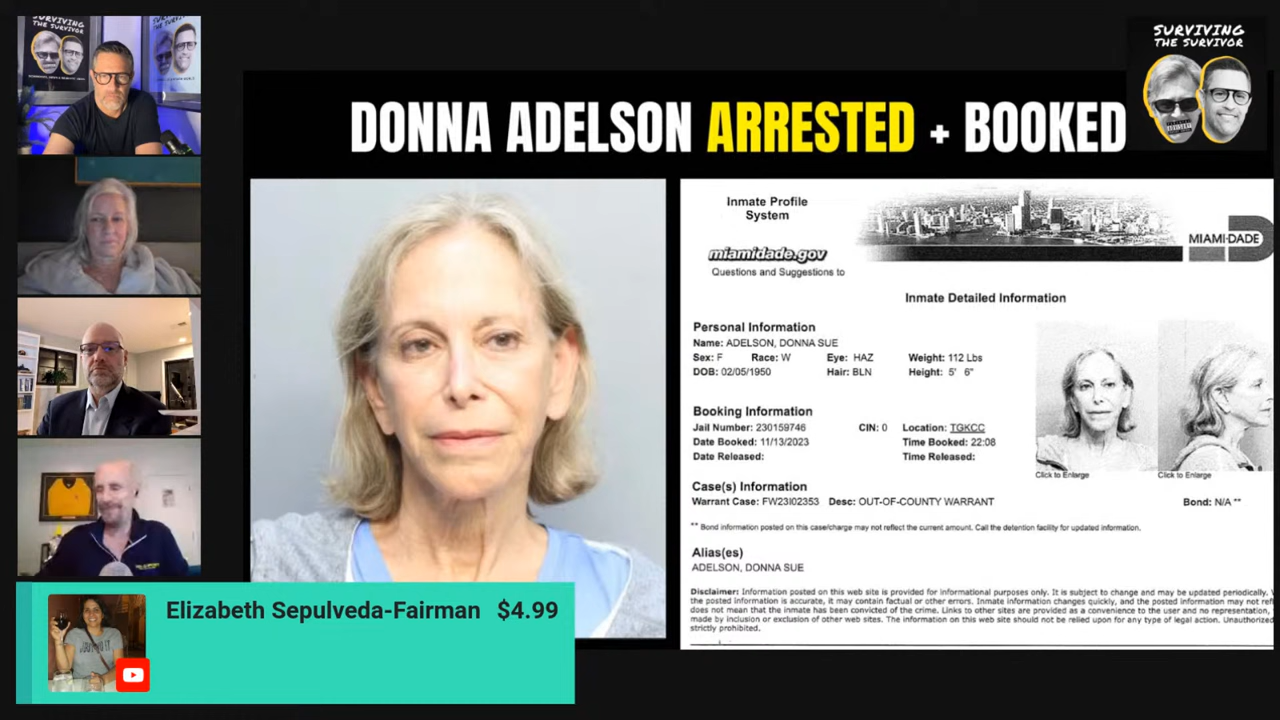 SURVIVING
THE SURVIVOR
SURVIVING
THE SURVIVOR
DONNA ADELSON ARRESTED + BOOKED
Inmate Profile
System
miamidade.gov
Questions and Suggestions to
MIAMI-DADE
Inmate Detailed Information
Personal Information
Name: ADELSON, DONNA SUE
Sex: F Race: W Eye: HAZ Weight: 112 Lbs
DOB: 02/05/1950 Hair: BLN Height: 5' 6"
Booking Information
Jail Number: 230159746 CIN: 0 Location: TGKCC
Date Booked: 11/13/2023 Time Booked: 22:08
Date Released: Time Released:
Click to Enlarge Click to Enlarge
Case(s) Information
Warrant Case: FW23I02353 Desc: OUT-OF-COUNTY WARRANT Bond: N/A **
** Bond information posted on this case/charge may not reflect the current amount. Call the detention facility for updated information.
Alias(es)
ADELSON, DONNA SUE
Disclaimer: Information posted on this web site is provided for informational purposes only. It is subject to change and may be updated periodically.
the posted information is accurate, it may contain factual or other errors. Inmate information changes quickly, and the posted information may not
does not mean that the inmate has been convicted of the crime. Links to other sites are provided as a convenience to the user and no representation,
made by inclusion or exclusion of other web sites. The information on this web site should not be relied upon for any type of legal action. Unauthorized
strictly prohibited.
Elizabeth Sepulveda-Fairman $4.99